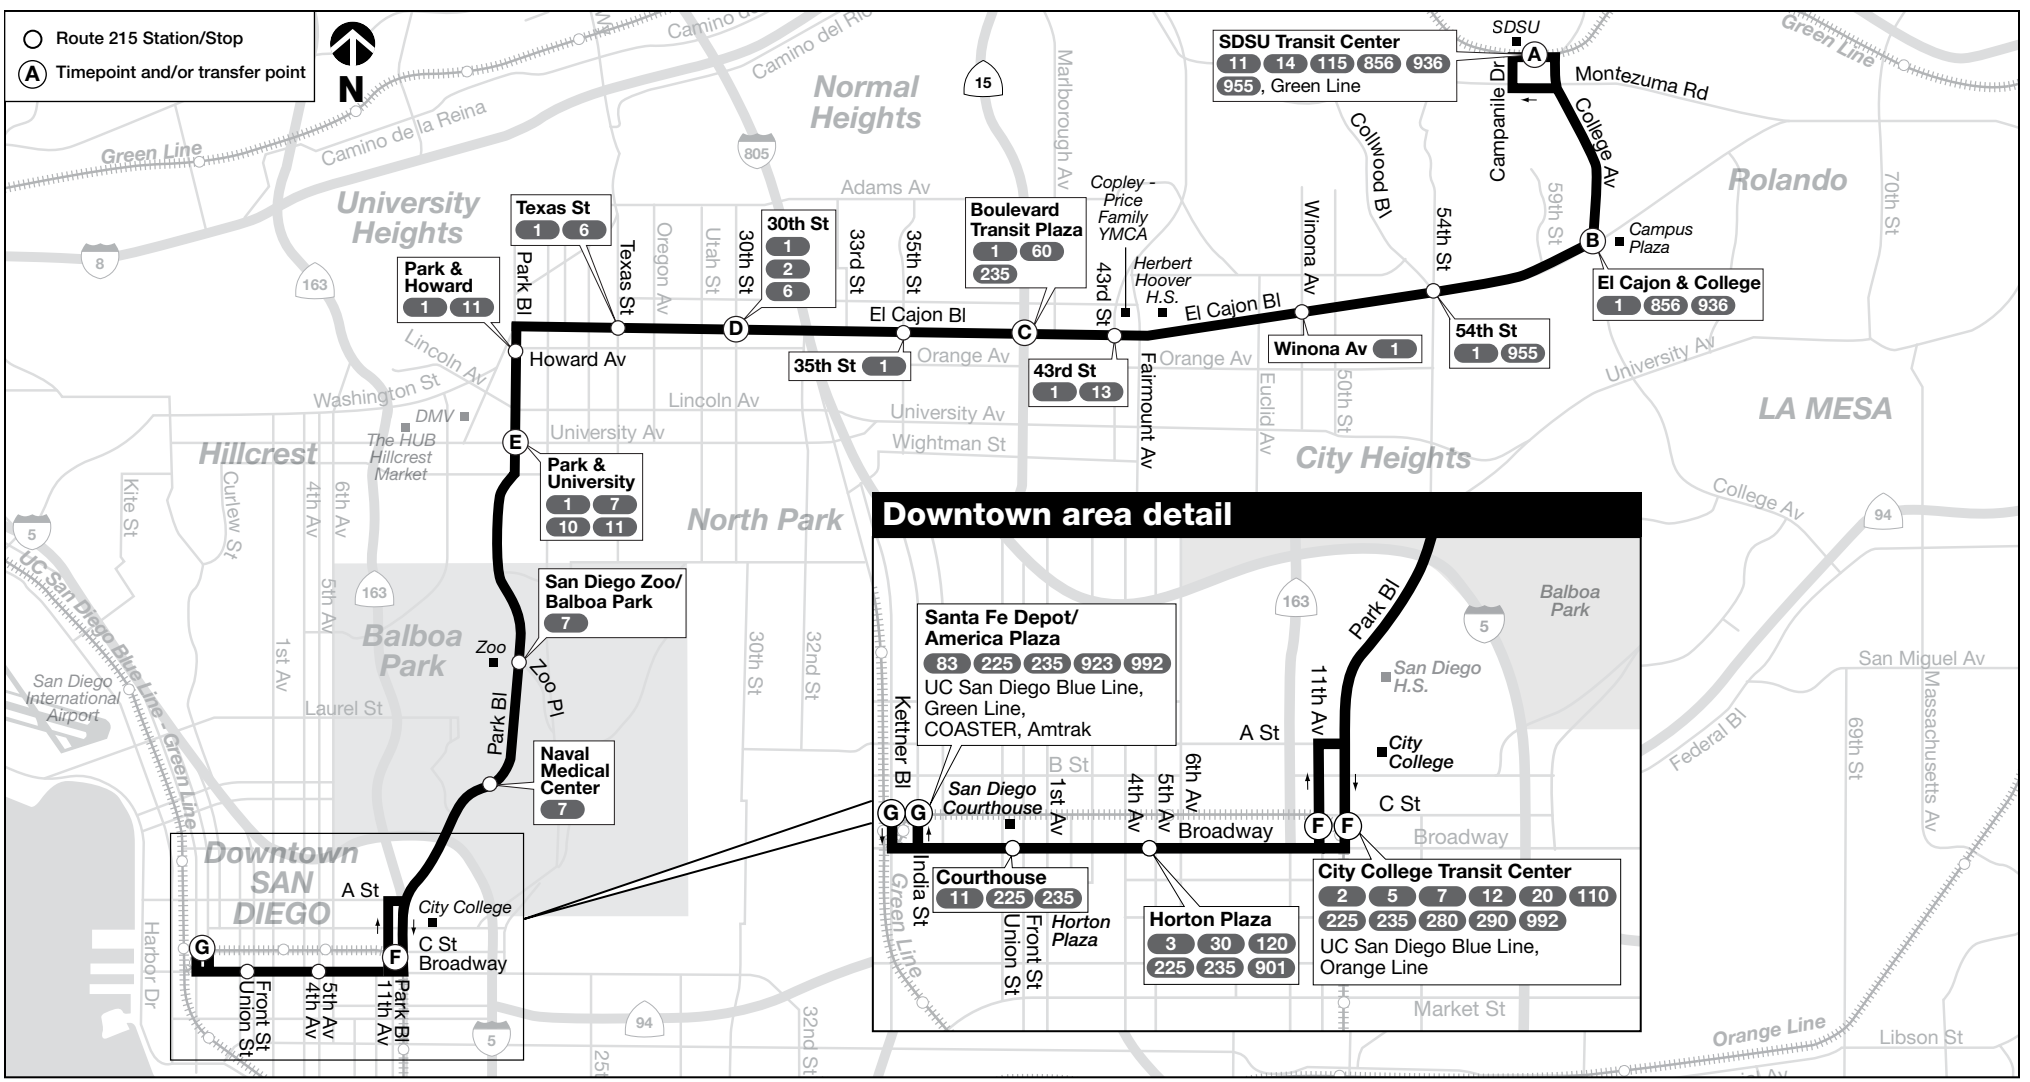 Route 215 Station/Stop
A Timepoint and/or transfer point
N
Green Line
Camino de la Reina
Camino del Rio
Normal
Heights
15
805
Marlborough Av
Adams Av
SDSU
SDSU Transit Center
11 14 115 856 936
955, Green Line
A
Montezuma Rd
Campanile Dr
College Av
Collwood Bl
Green Line
Rolando
70th St
59th St
University
Heights
8
163
Texas St
1 6
Park &
Howard
1 11
Park Bl
Texas St
Oregon Av
Utah St
30th St
30th St
1
2
6
33rd St
35th St
Boulevard
Transit Plaza
1 60
235
Copley -
Price
Family
YMCA
43rd St
Herbert
Hoover
H.S.
Winona Av
54th St
B
Campus
Plaza
El Cajon & College
1 856 936
D
El Cajon Bl
C
El Cajon Bl
35th St 1
Orange Av
43rd St
1 13
Fairmount Av
Orange Av
Winona Av 1
54th St
1 955
Euclid Av
50th St
University Av
LA MESA
Howard Av
Lincoln Av
Washington St
DMV
The HUB
Hillcrest
Market
Hillcrest
Lincoln Av
University Av
University Av
Wightman St
City Heights
E
Park &
University
1 7
10 11
North Park
Kite St
Curlew St
4th Av
6th Av
5th Av
1st Av
5
UC San Diego Blue Line - Green Line
San Diego
International
Airport
163
Balboa
Park
Zoo
San Diego Zoo/
Balboa Park
7
Zoo Pl
Park Bl
Laurel St
30th St
32nd St
Naval
Medical
Center
7
Downtown
SAN
DIEGO
A St
City College
C St
Broadway
G
F
Harbor Dr
Union St
Front St
4th Av
5th Av
11th Av
Park Bl
5
94
25t
32nd St
College Av
94
San Miguel Av
Federal Bl
69th St
Massachusetts Av
Orange Line
Libson St
Downtown area detail
163
5
Balboa
Park
Park Bl
San Diego
H.S.
Santa Fe Depot/
America Plaza
83 225 235 923 992
UC San Diego Blue Line,
Green Line,
COASTER, Amtrak
Kettner Bl
11th Av
A St
City
College
B St
San Diego
Courthouse
1st Av
4th Av
5th Av
6th Av
C St
G G
F F
Broadway
Broadway
Green Line
India St
Courthouse
11 225 235
Union St
Front St
Horton
Plaza
Horton Plaza
3 30 120
225 235 901
City College Transit Center
2 5 7 12 20 110
225 235 280 290 992
UC San Diego Blue Line,
Orange Line
Market St